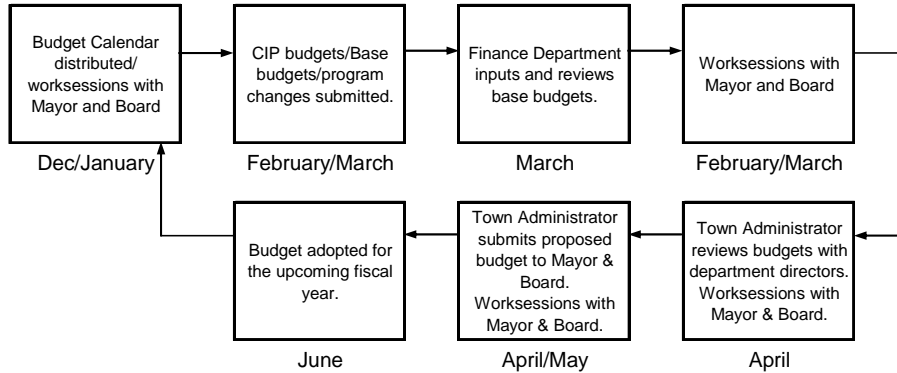 Budget Calendar
distributed/
worksessions with
Mayor and Board
Dec/January
CIP budgets/Base
budgets/program
changes submitted.
February/March
Finance Department
inputs and reviews
base budgets.
March
Worksessions with
Mayor and Board
February/March
Budget adopted for
the upcoming fiscal
year.
June
Town Administrator
submits proposed
budget to Mayor &
Board.
Worksessions with
Mayor & Board.
April/May
Town Administrator
reviews budgets with
department directors.
Worksessions with
Mayor & Board.
April